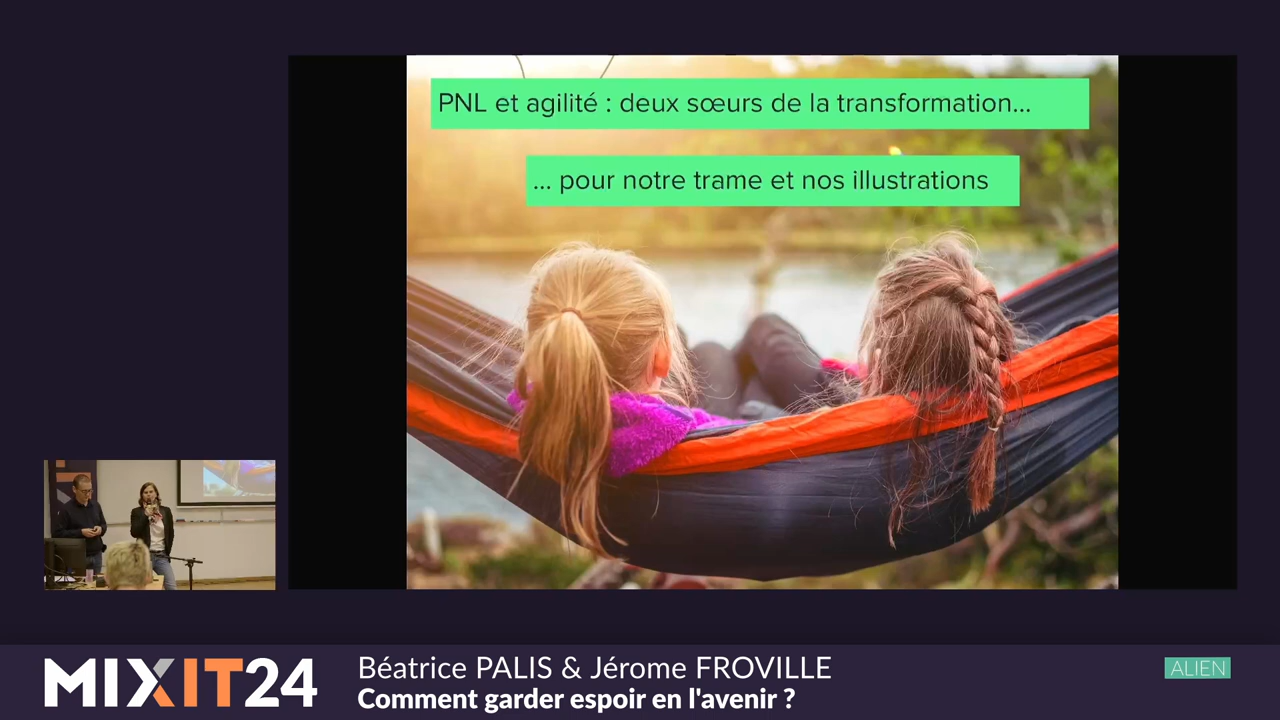 PNL et agilité : deux sœurs de la transformation...
... pour notre trame et nos illustrations
MIXIT24
Béatrice PALIS & Jérome FROVILLE
Comment garder espoir en l'avenir ?
ALIEN